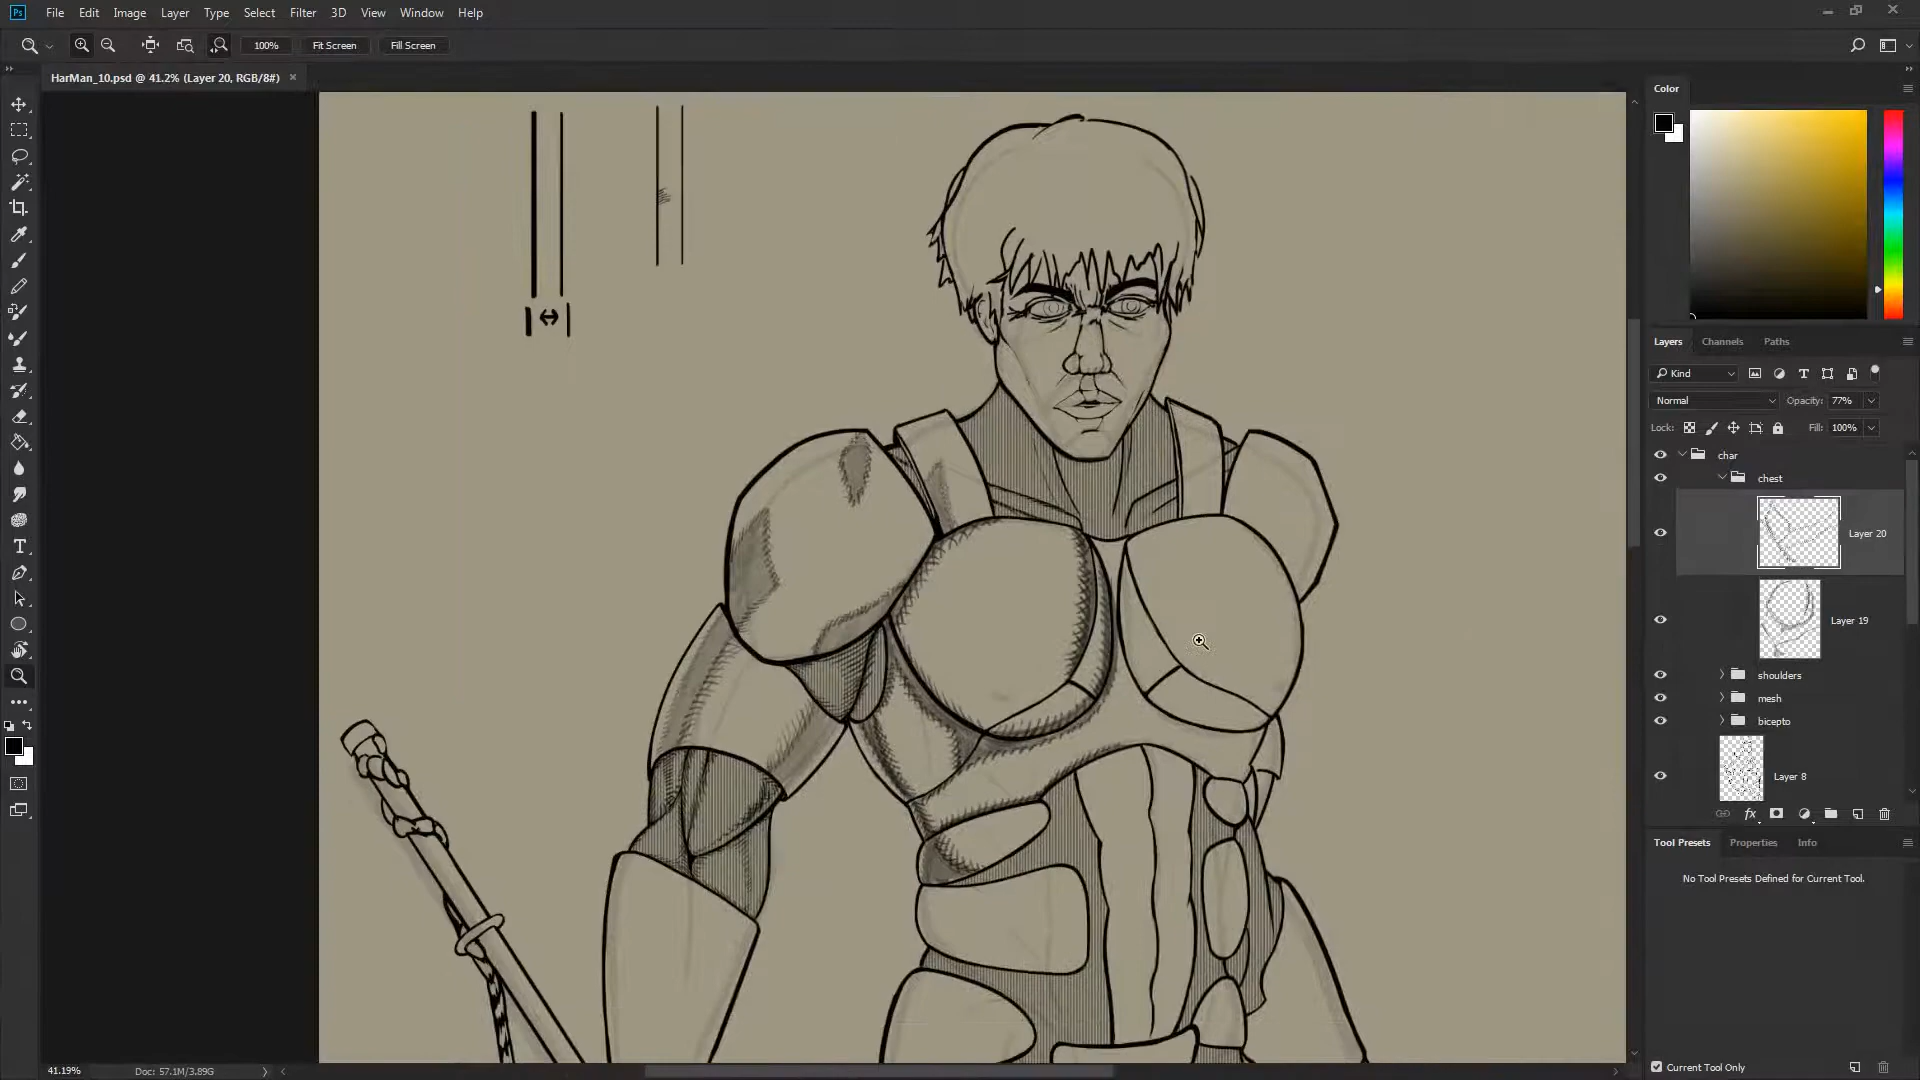 Ps File Edit Image Layer Type Select Filter 3D View Window Help
100% Fit Screen Fill Screen
HarMan_10.psd @ 41.2% (Layer 20, RGB/8#)
Color
Layers Channels Paths
Kind
Normal Opacity: 77%
Lock: Fill: 100%
char
chest
Layer 20
Layer 19
shoulders
mesh
bicepto
Layer 8
fx
Tool Presets Properties Info
No Tool Presets Defined for Current Tool.
Current Tool Only
41.19% Doc: 57.1M/3.89G